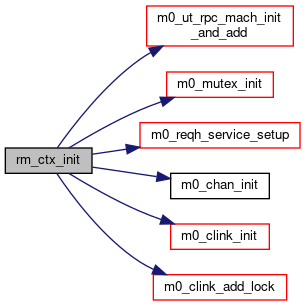 m0_ut_rpc_mach_init
_and_add
m0_mutex_init
rm_ctx_init
m0_reqh_service_setup
m0_chan_init
m0_clink_init
m0_clink_add_lock